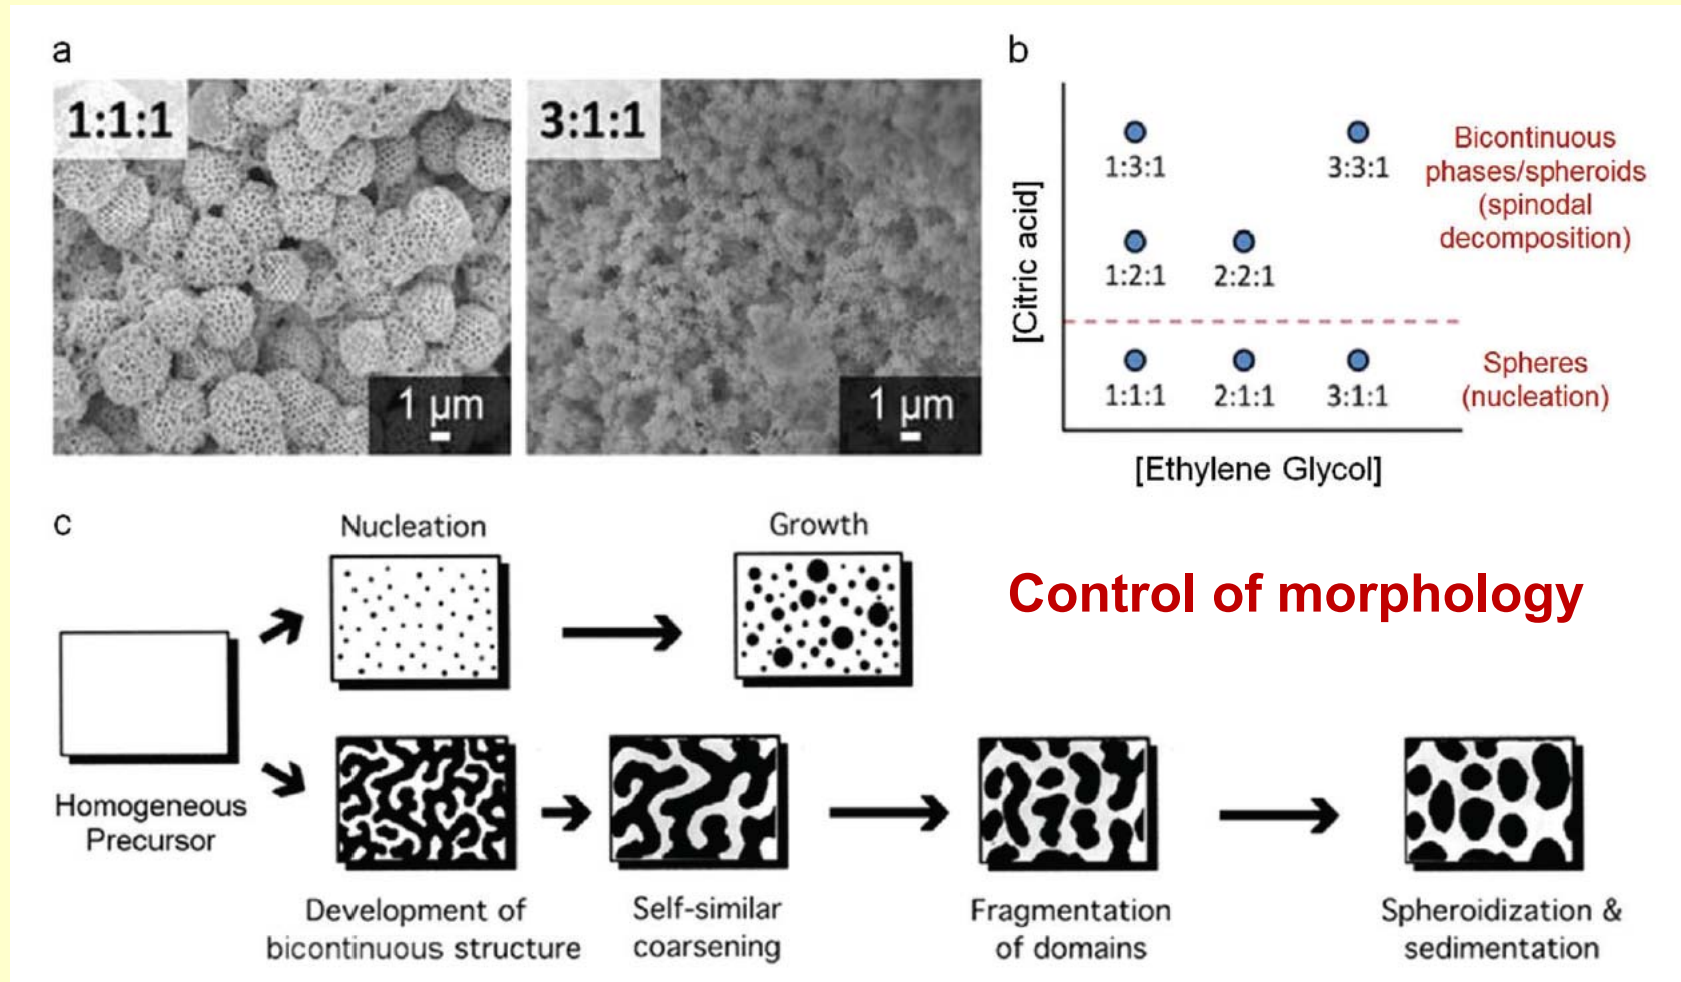 a
1:1:1
1 μm
3:1:1
1 μm
b
[Citric acid]
1:3:1
3:3:1
1:2:1
2:2:1
1:1:1
2:1:1
3:1:1
[Ethylene Glycol]
Bicontinuous
phases/spheroids
(spinodal
decomposition)
Spheres
(nucleation)
Control of morphology
c
Homogeneous
Precursor
Nucleation
Growth
Development of
bicontinuous structure
Self-similar
coarsening
Fragmentation
of domains
Spheroidization &
sedimentation